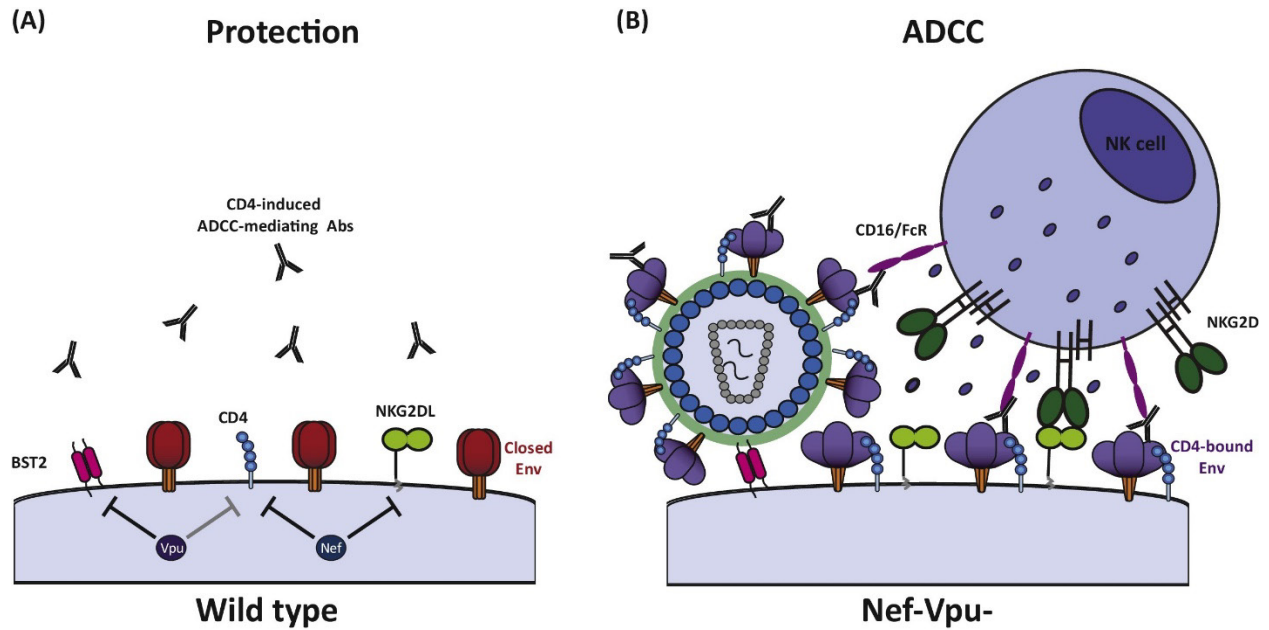 (A)
Protection
CD4-induced
ADCC-mediating Abs
BST2
CD4
NKG2DL
Closed
Env
Vpu
Nef
Wild type
(B)
ADCC
NK cell
CD16/FcR
NKG2D
CD4-bound
Env
Nef-Vpu-